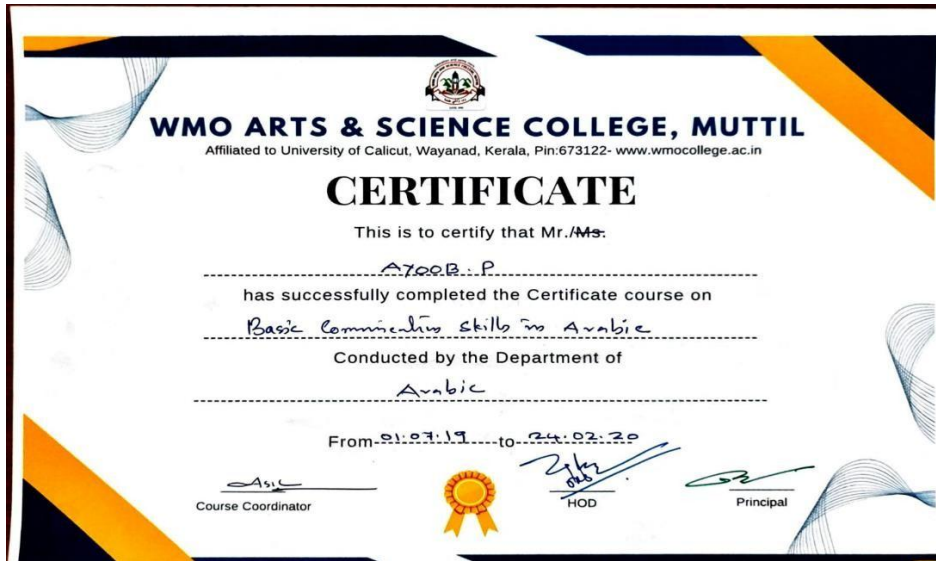 WMO ARTS & SCIENCE COLLEGE, MUTTIL
Affiliated to University of Calicut, Wayanad, Kerala, Pin:673122- www.wmocollege.ac.in
CERTIFICATE
This is to certify that Mr./Ms.
AYOOB. P
has successfully completed the Certificate course on
Basic Communication Skills in Arabic
Conducted by the Department of
Arabic
From 01.07.19 to 24.02.20
Course Coordinator
HOD
Principal